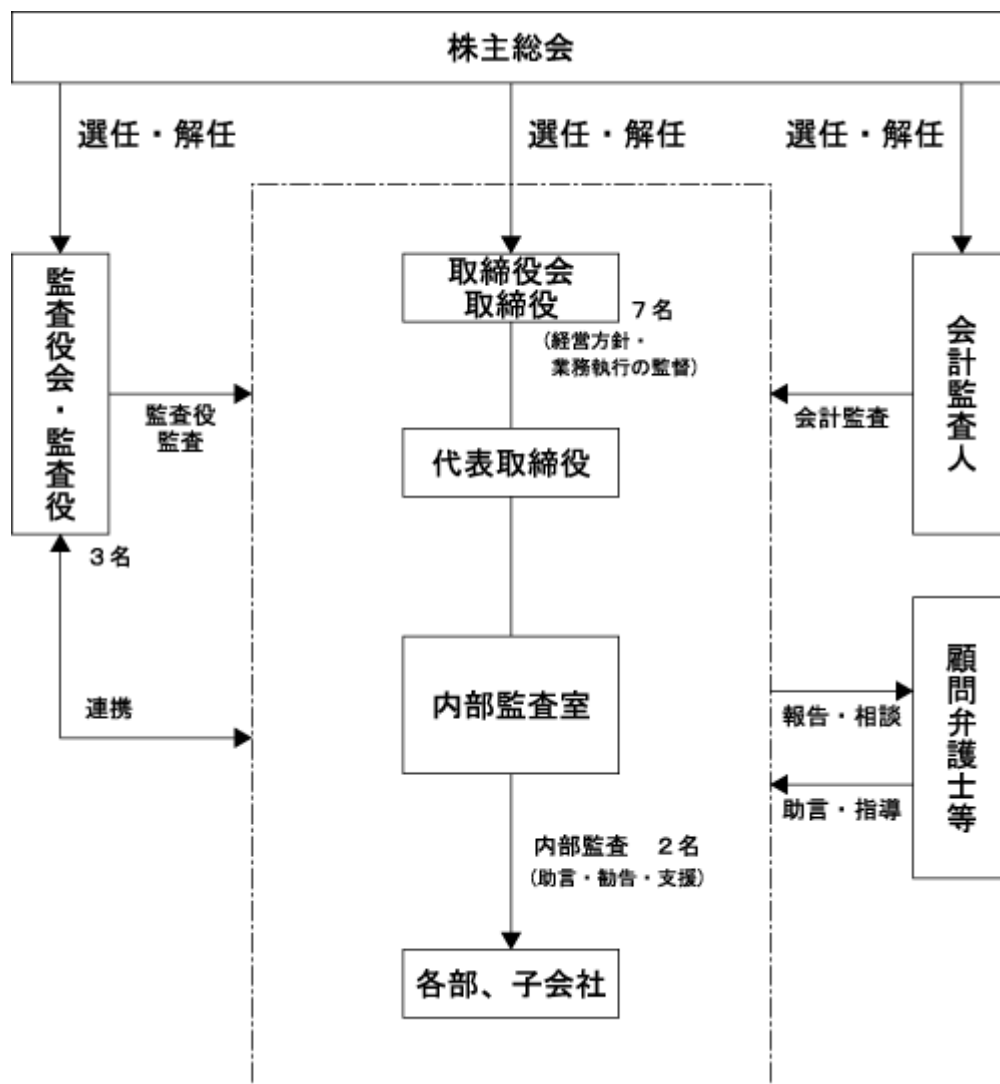 株主総会
選任・解任
選任・解任
選任・解任
監査役会・監査役
取締役会
取締役
7名
(経営方針・
業務執行の監督)
会計監査人
監査役
監査
会計監査
代表取締役
3名
連携
内部監査室
報告・相談
助言・指導
顧問弁護士等
内部監査 2名
(助言・勧告・支援)
各部、子会社